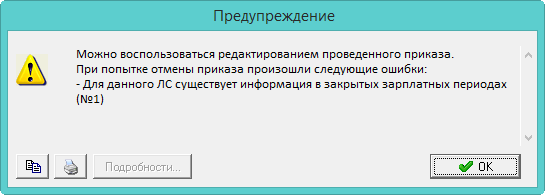 Предупреждение
Можно воспользоваться редактированием проведенного приказа.
При попытке отмены приказа произошли следующие ошибки:
- Для данного ЛС существует информация в закрытых зарплатных периодах
(№1)
Подробности...
OK